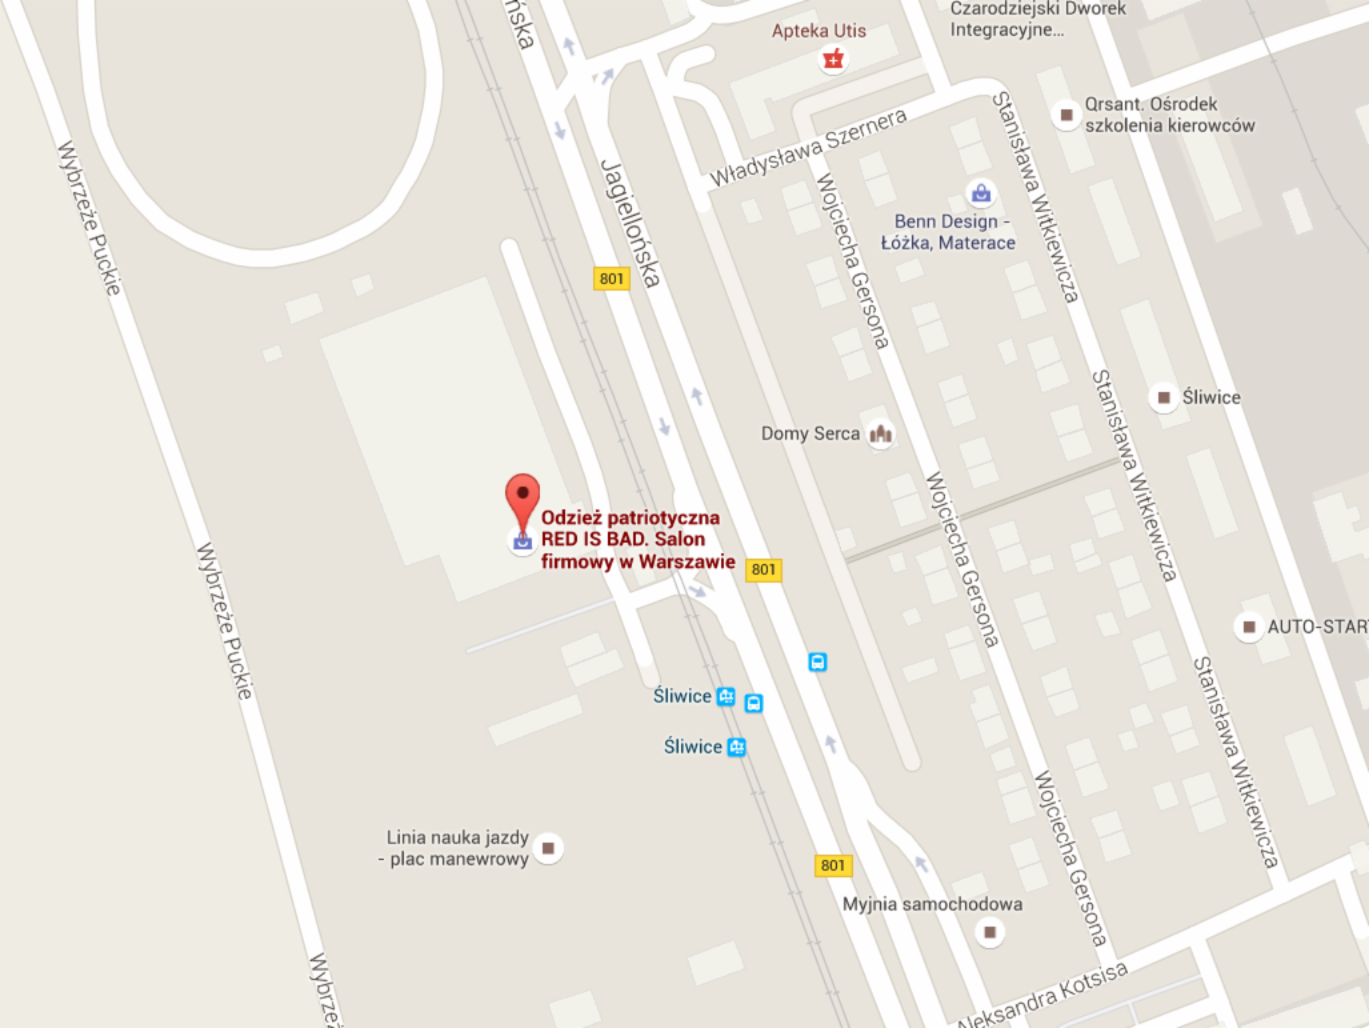 ńska
Czarodziejski Dworek
Integracyjne...
Apteka Utis
Qrsant. Ośrodek
szkolenia kierowców
Władysława Szernera
Stanisława Witkiewicza
Wybrzeże Puckie
Jagiellońska
Wojciecha Gersona
Benn Design -
Łóżka, Materace
801
Stanisława Witkiewicza
Śliwice
Domy Serca
Wojciecha Gersona
Odzież patriotyczna
RED IS BAD. Salon
firmowy w Warszawie
801
Wybrzeże Puckie
AUTO-START
Stanisława Witkiewicza
Śliwice
Śliwice
Wojciecha Gersona
Linia nauka jazdy
- plac manewrowy
801
Myjnia samochodowa
Wybrzeż
Aleksandra Kotsisa